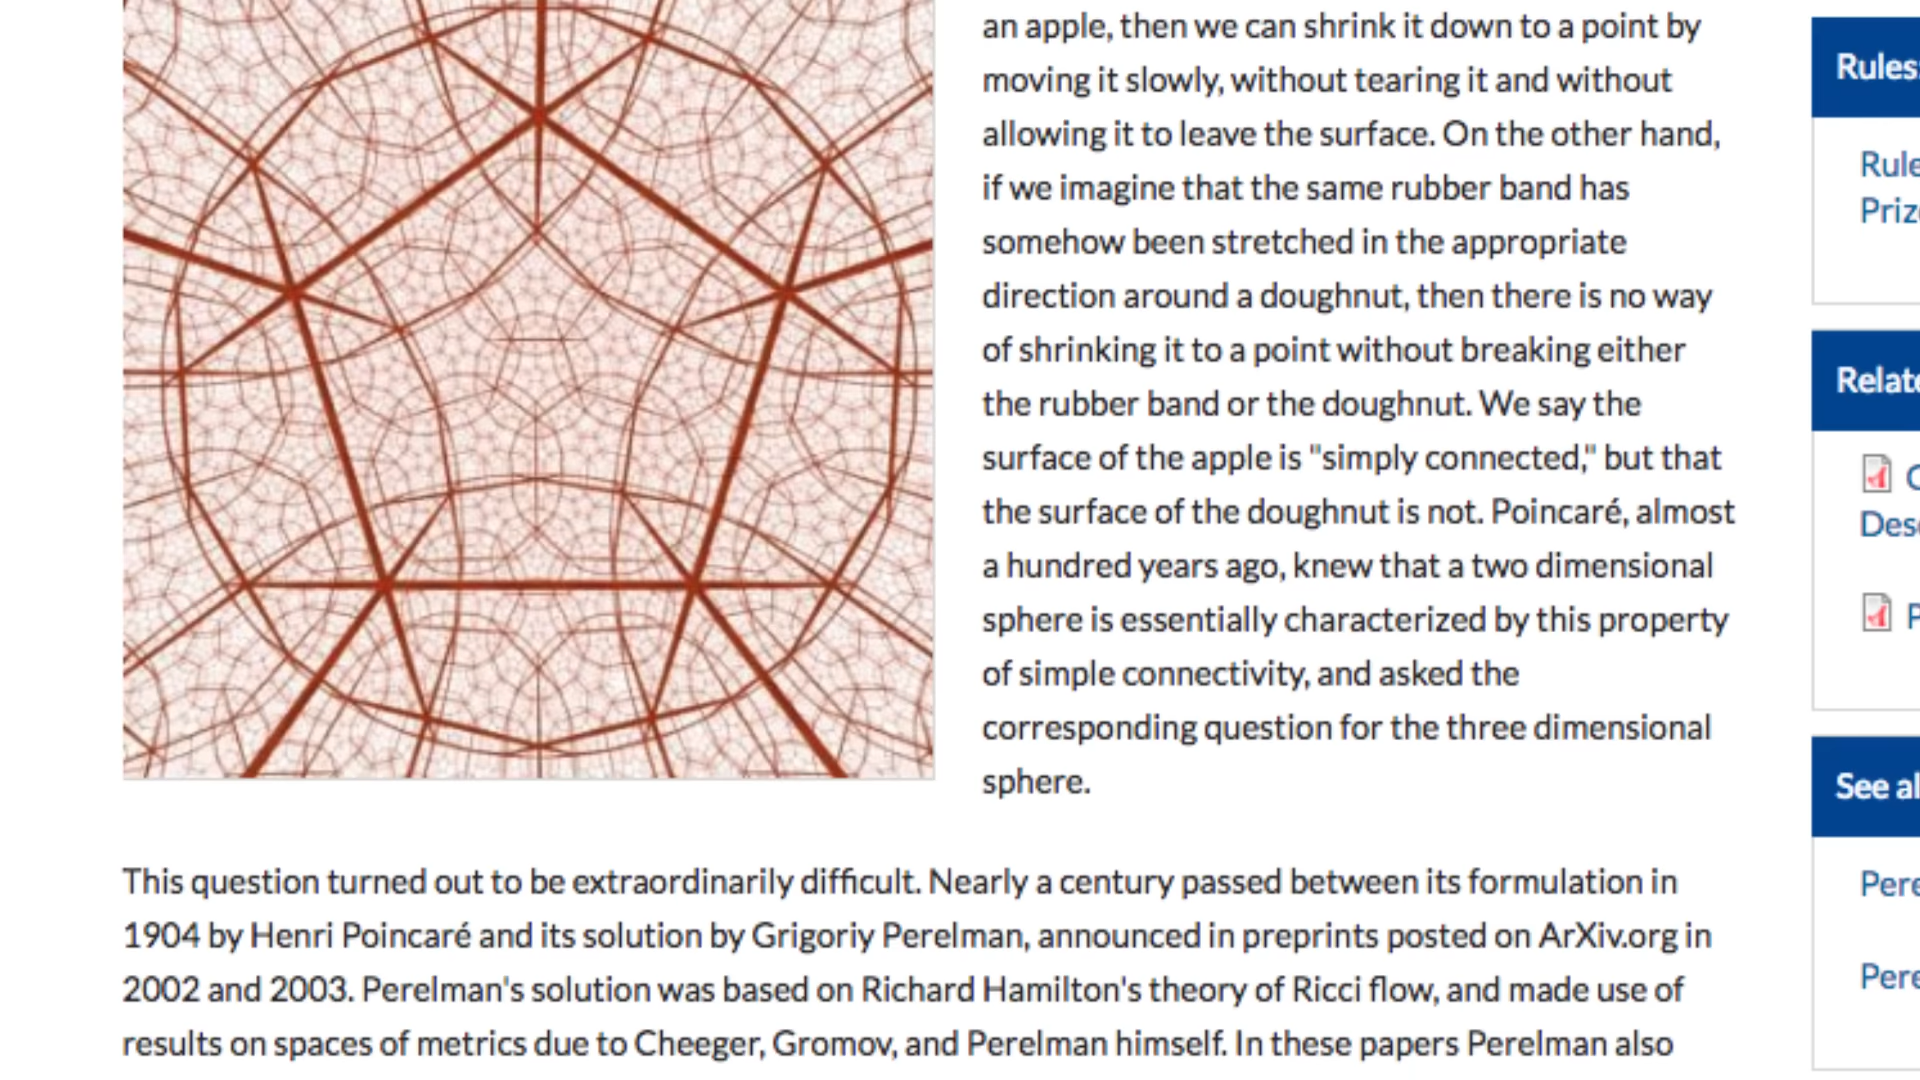 an apple, then we can shrink it down to a point by
moving it slowly, without tearing it and without
allowing it to leave the surface. On the other hand,
if we imagine that the same rubber band has
somehow been stretched in the appropriate
direction around a doughnut, then there is no way
of shrinking it to a point without breaking either
the rubber band or the doughnut. We say the
surface of the apple is "simply connected," but that
the surface of the doughnut is not. Poincaré, almost
a hundred years ago, knew that a two dimensional
sphere is essentially characterized by this property
of simple connectivity, and asked the
corresponding question for the three dimensional
sphere.
This question turned out to be extraordinarily difficult. Nearly a century passed between its formulation in
1904 by Henri Poincaré and its solution by Grigoriy Perelman, announced in preprints posted on ArXiv.org in
2002 and 2003. Perelman's solution was based on Richard Hamilton's theory of Ricci flow, and made use of
results on spaces of metrics due to Cheeger, Gromov, and Perelman himself. In these papers Perelman also
Rules:
Rule
Priz
Relat
Des
P
See al
Pere
Pere